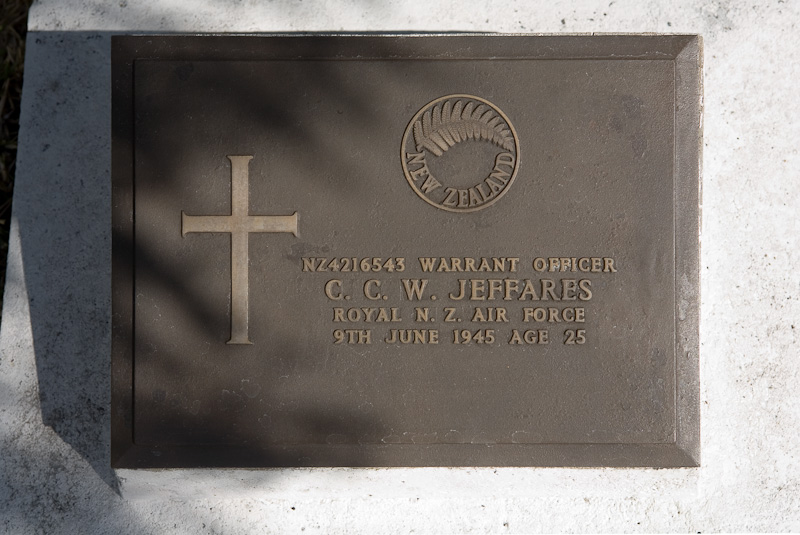 NEW ZEALAND
NZ4216543 WARRANT OFFICER
C. C. W. JEFFARES
ROYAL N. Z. AIR FORCE
9TH JUNE 1945 AGE 25